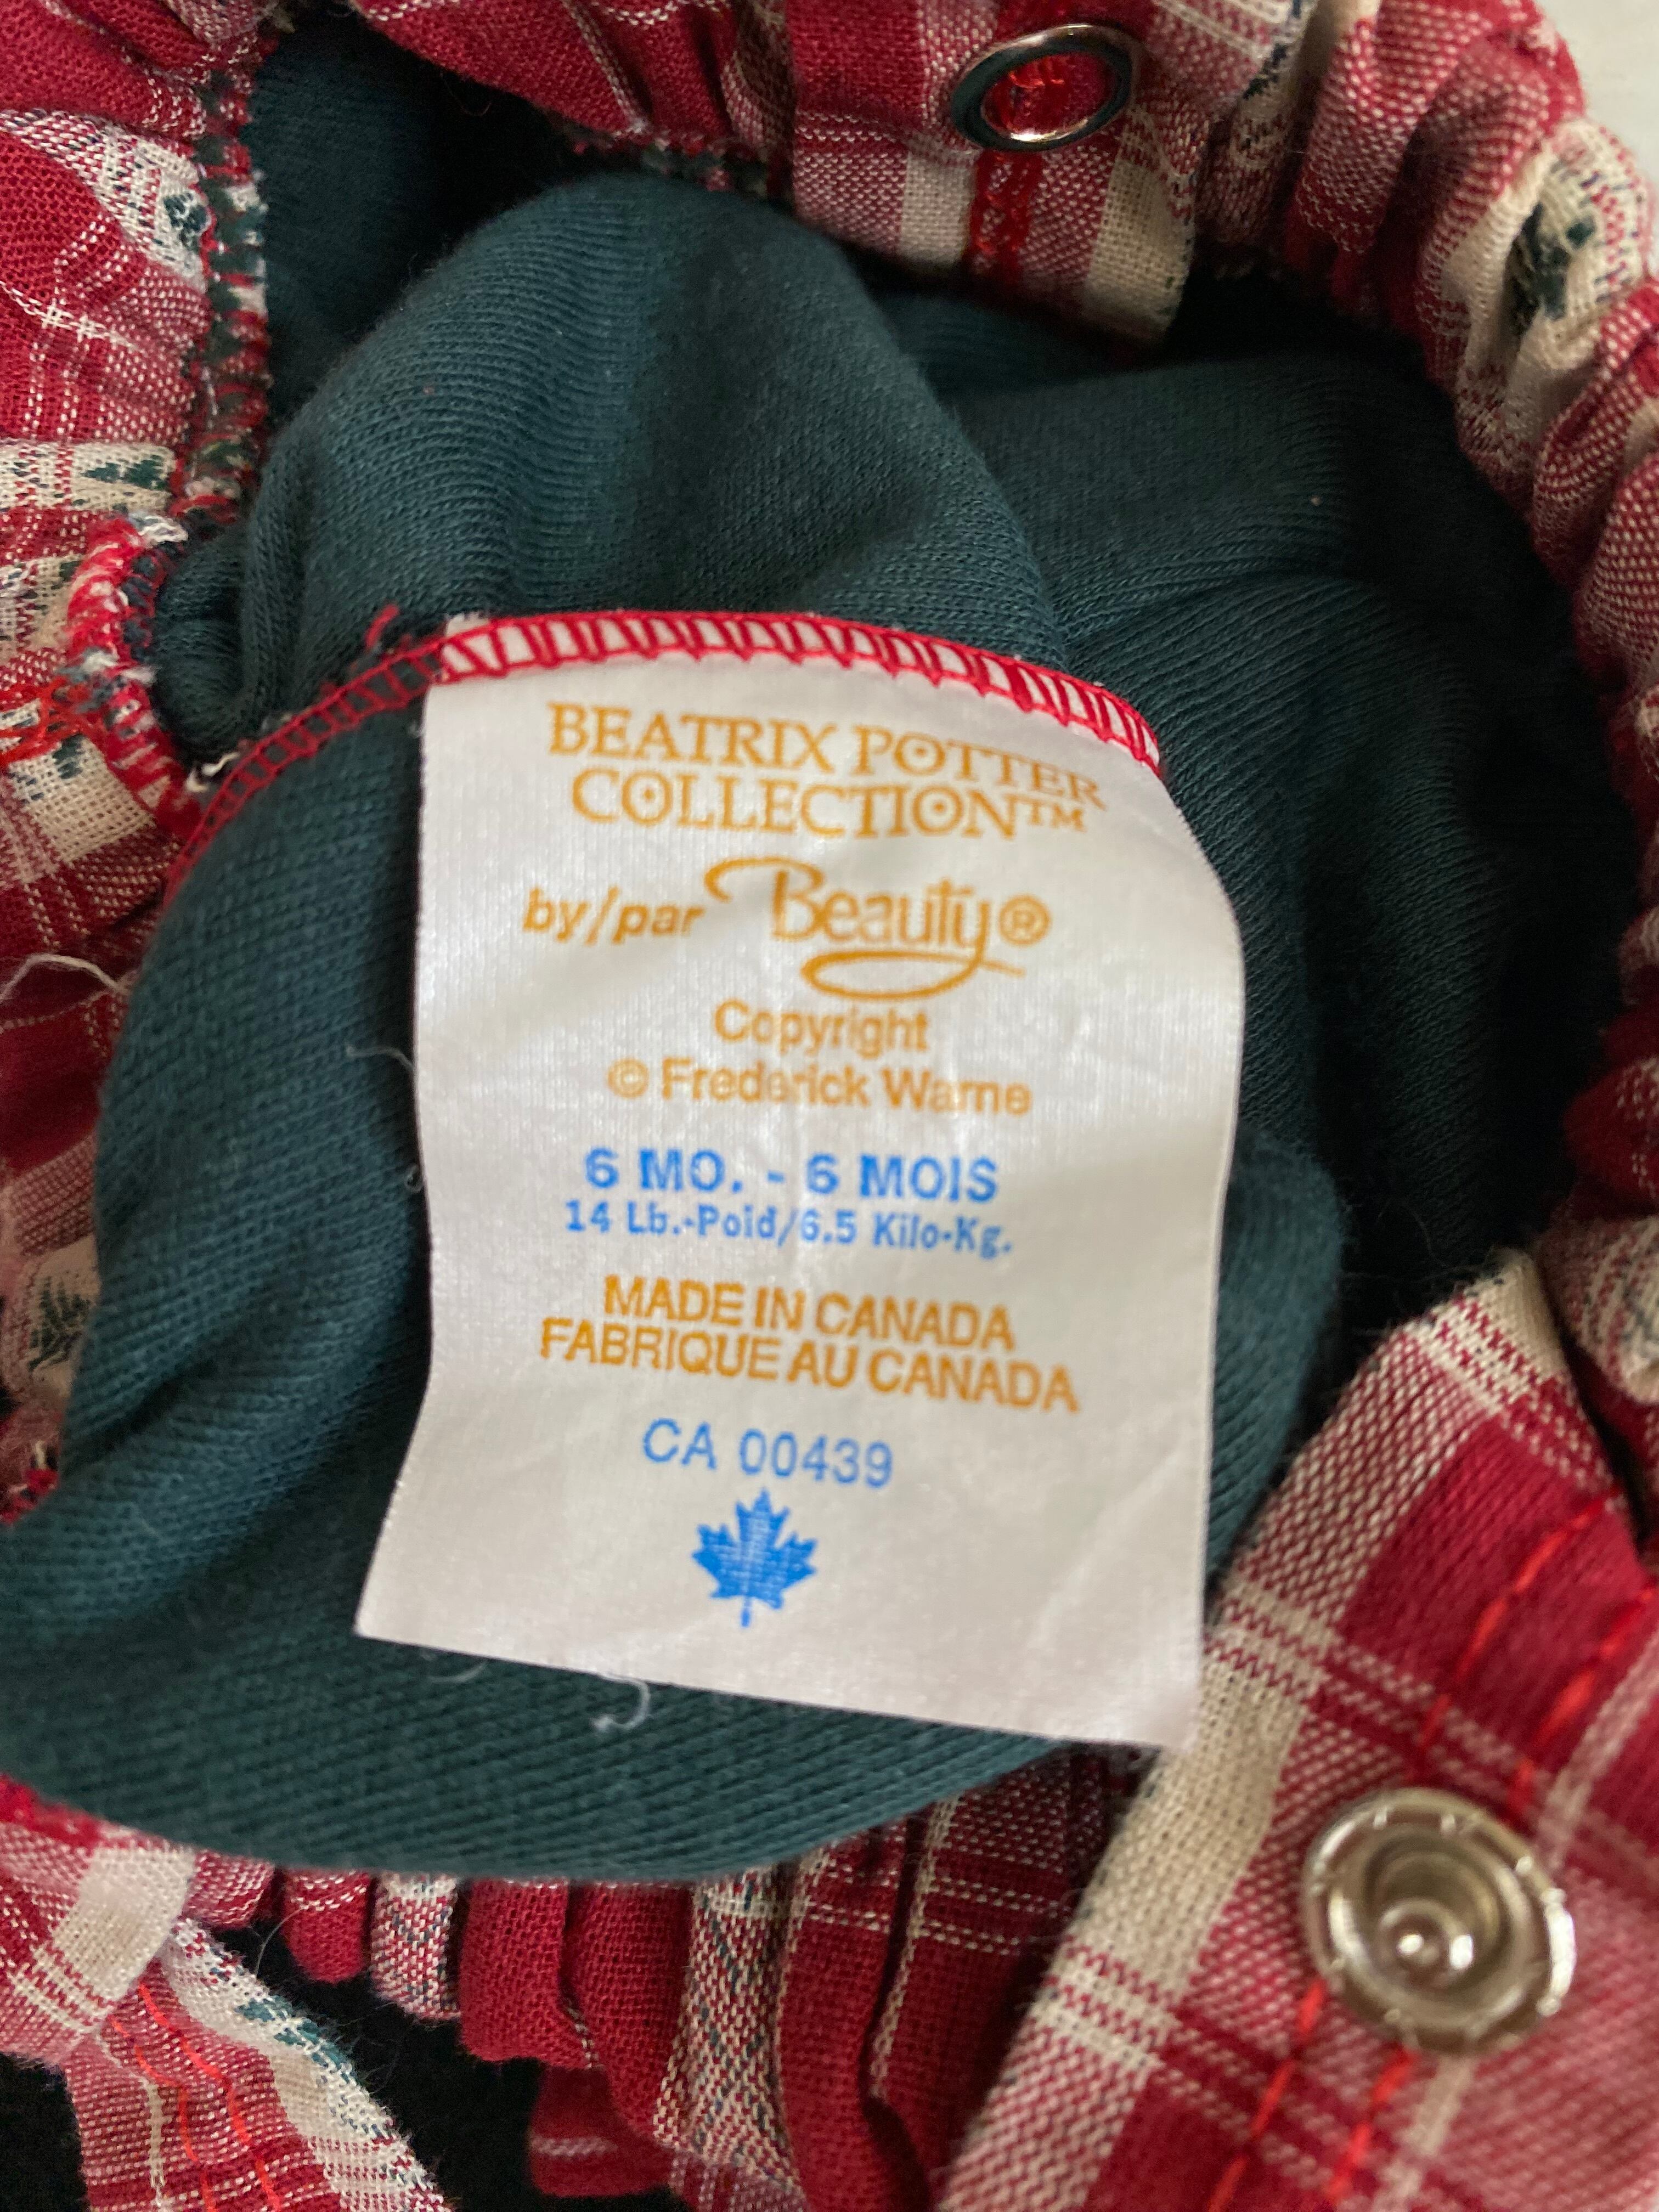 BEATRIX POTTER
COLLECTION™
by/par Beauty®
Copyright
© Frederick Warne
6 MO. - 6 MOIS
14 Lb.-Poid/6.5 Kilo-Kg.
MADE IN CANADA
FABRIQUE AU CANADA
CA 00439